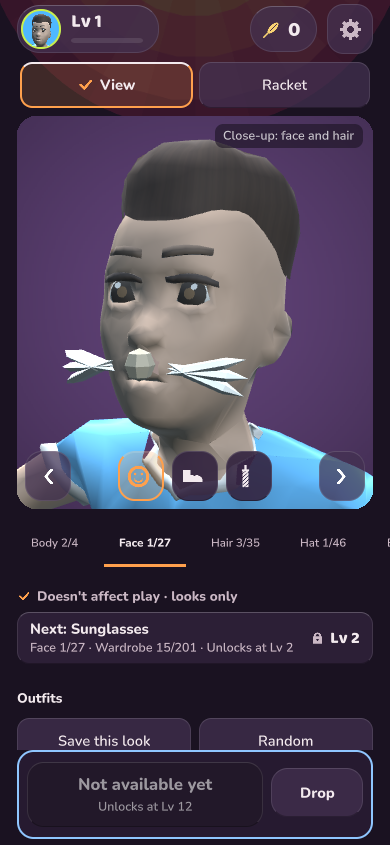 Lv 1
0
View
Racket
Close-up: face and hair
Body 2/4
Face 1/27
Hair 3/35
Hat 1/46
Doesn't affect play · looks only
Next: Sunglasses
Face 1/27 · Wardrobe 15/201 · Unlocks at Lv 2
Lv 2
Outfits
Save this look
Random
Not available yet
Unlocks at Lv 12
Drop